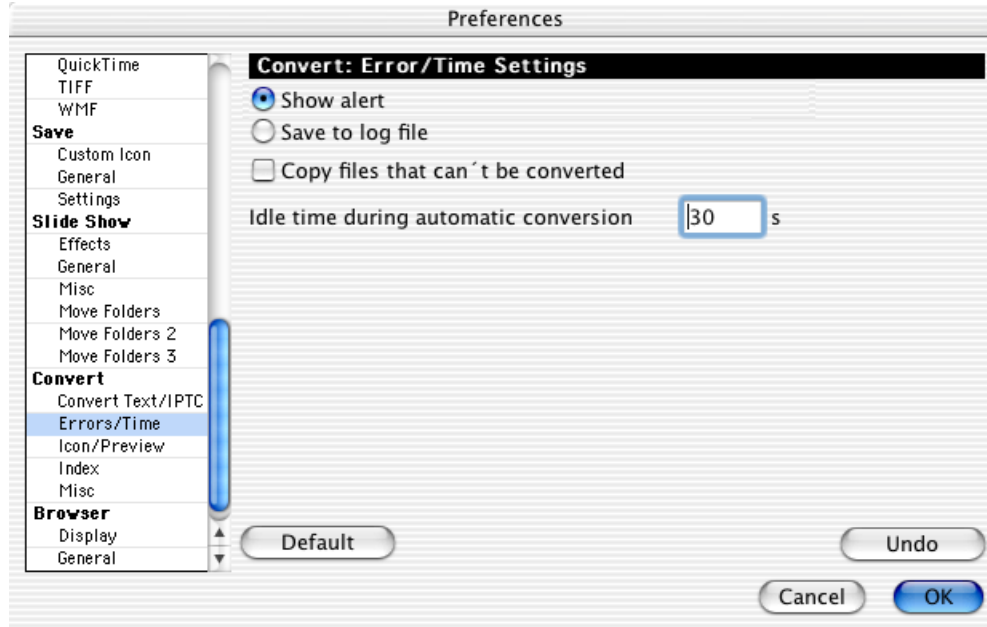 Preferences
QuickTime
TIFF
WMF
Save
Custom Icon
General
Settings
Slide Show
Effects
General
Misc
Move Folders
Move Folders 2
Move Folders 3
Convert
Convert Text/IPTC
Errors/Time
Icon/Preview
Index
Misc
Browser
Display
General
Convert: Error/Time Settings
Show alert
Save to log file
Copy files that can´t be converted
Idle time during automatic conversion 30 s
Default
Undo
Cancel
OK